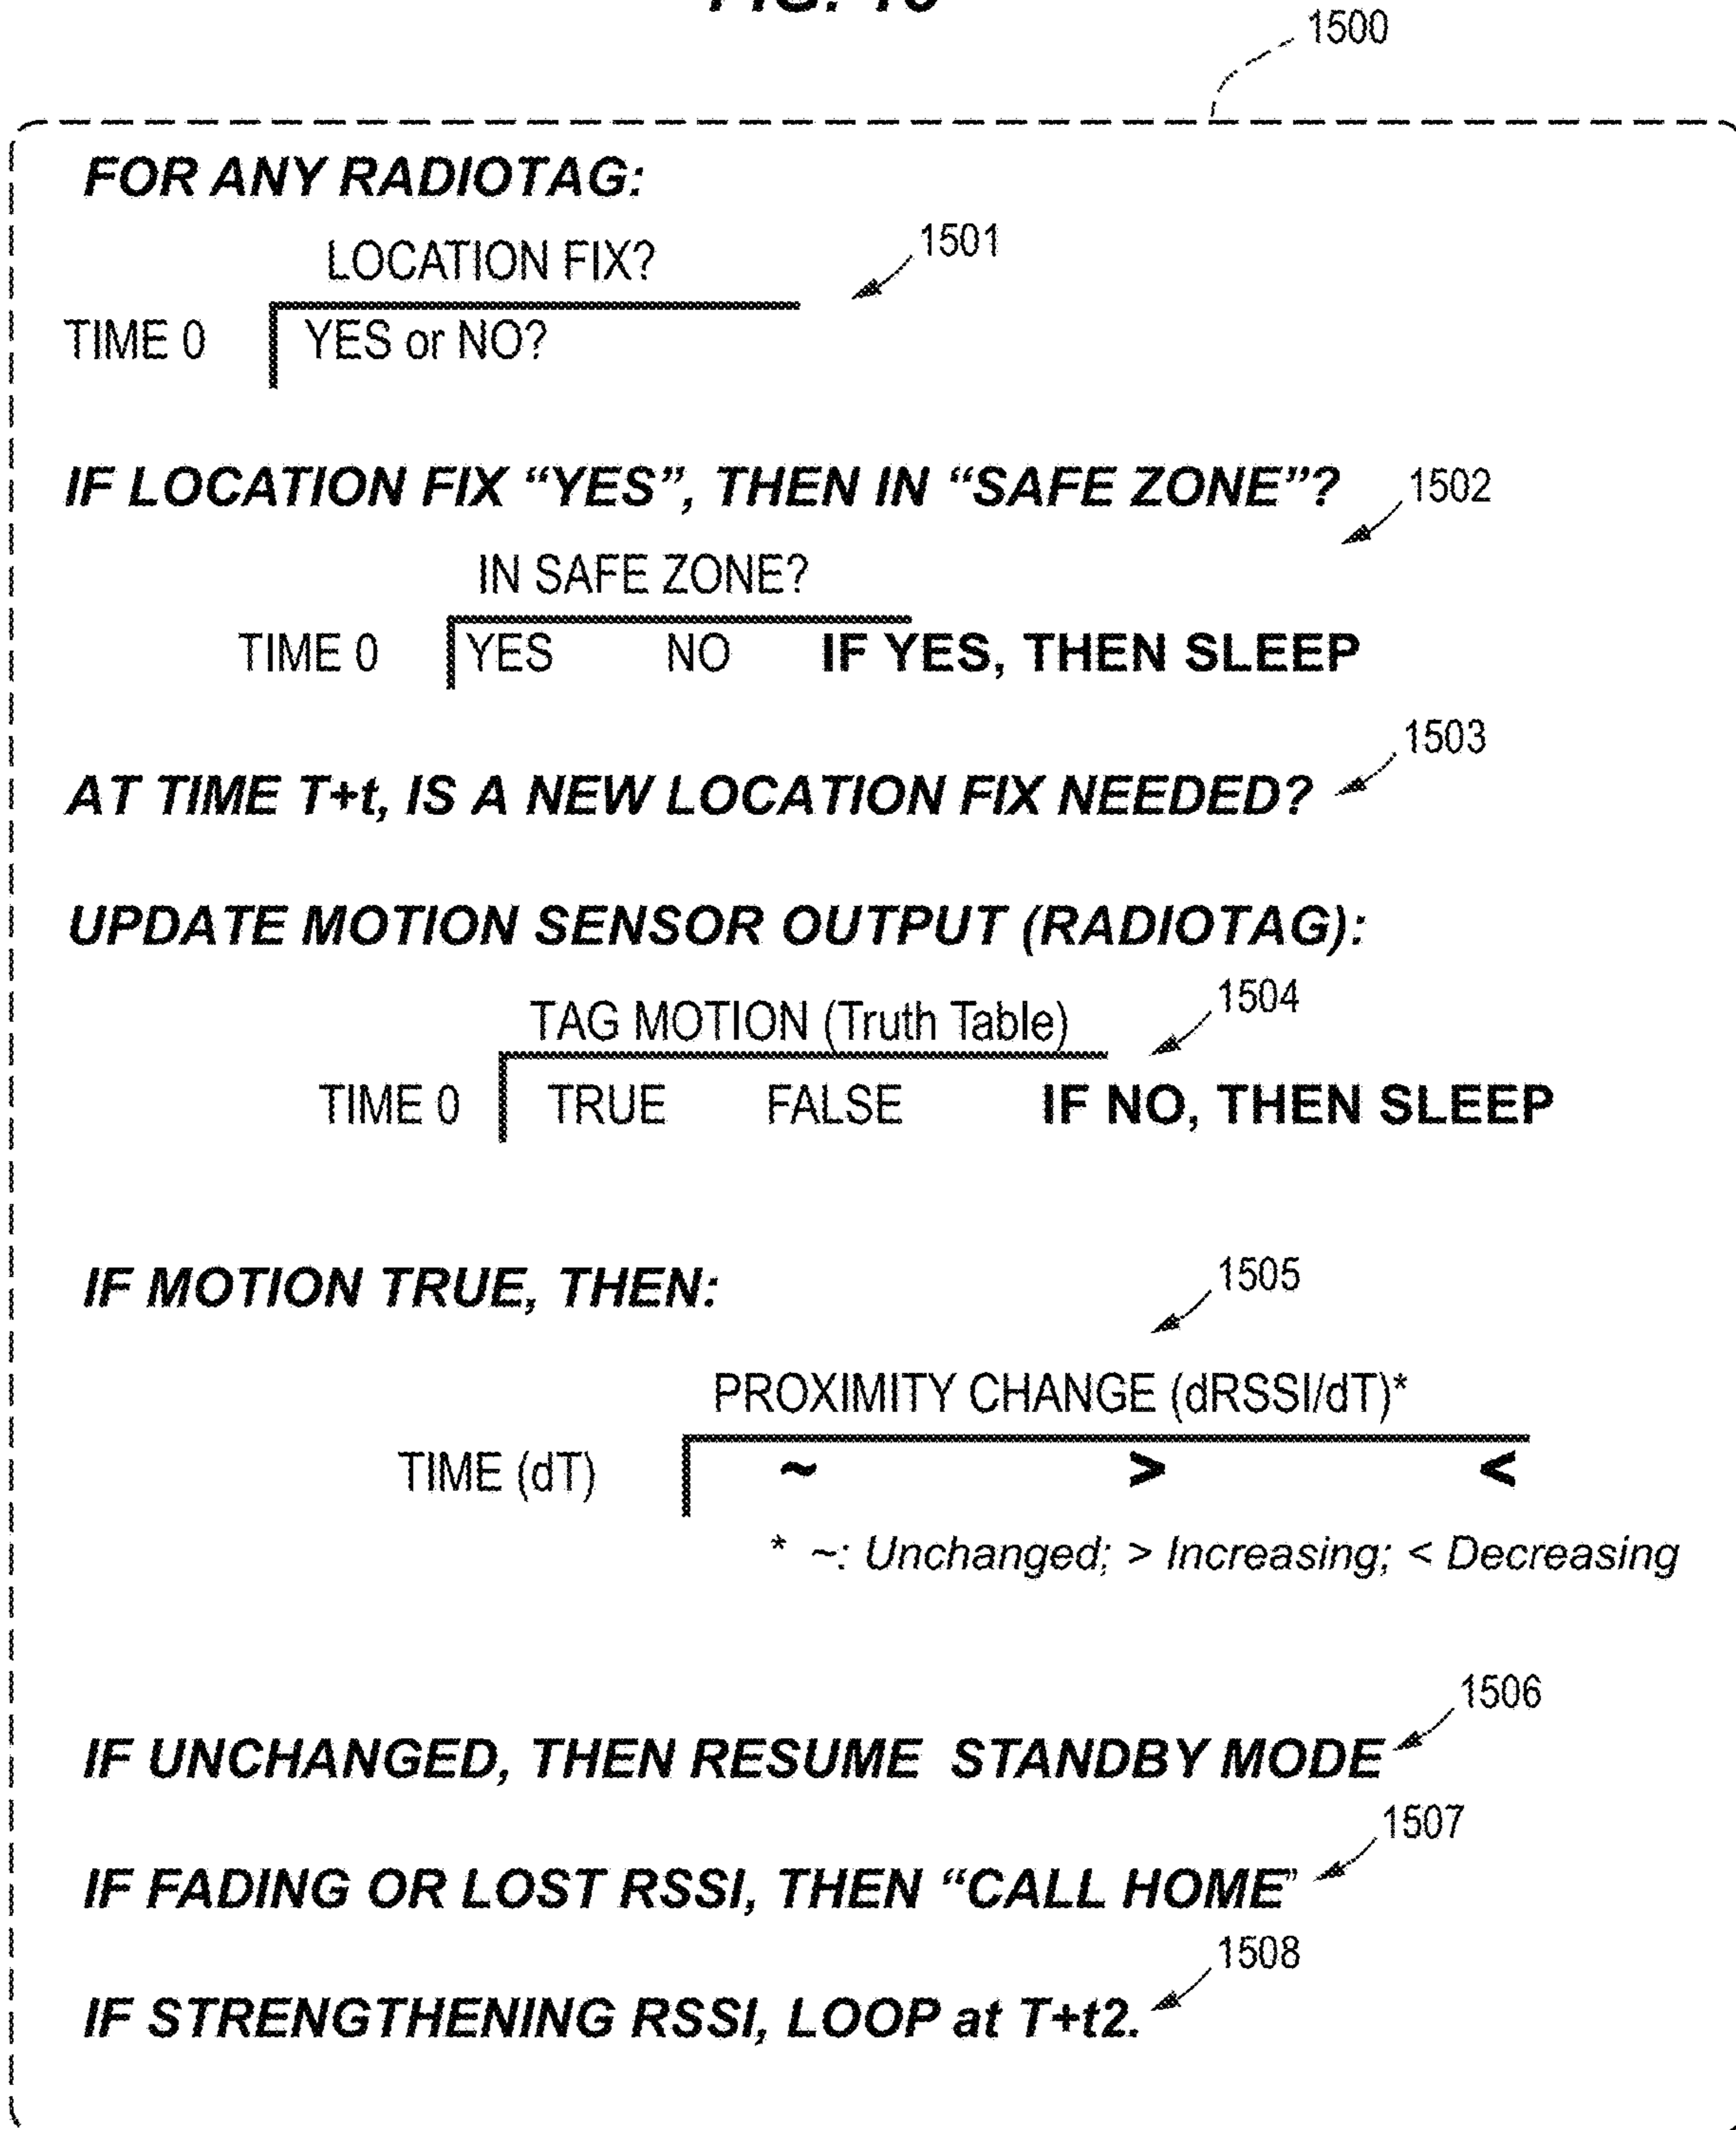 1500
FOR ANY RADIOTAG:
LOCATION FIX?
1501
TIME 0 YES or NO?
IF LOCATION FIX “YES”, THEN IN “SAFE ZONE”?
1502
IN SAFE ZONE?
TIME 0 YES NO IF YES, THEN SLEEP
1503
AT TIME T+t, IS A NEW LOCATION FIX NEEDED?
UPDATE MOTION SENSOR OUTPUT (RADIOTAG):
1504
TAG MOTION (Truth Table)
TIME 0 TRUE FALSE IF NO, THEN SLEEP
1505
IF MOTION TRUE, THEN:
PROXIMITY CHANGE (dRSSI/dT)*
TIME (dT) ~ > <
* ~: Unchanged; > Increasing; < Decreasing
1506
IF UNCHANGED, THEN RESUME STANDBY MODE
1507
IF FADING OR LOST RSSI, THEN “CALL HOME”
1508
IF STRENGTHENING RSSI, LOOP at T+t2.